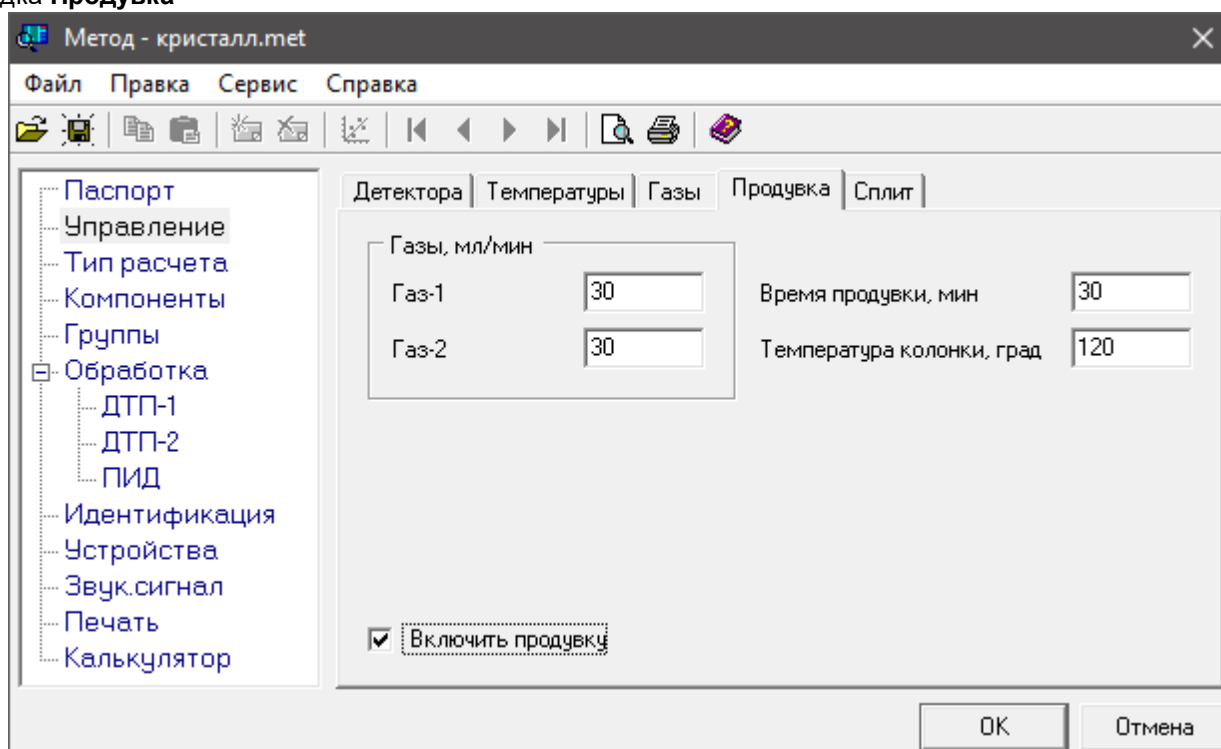 Продувка
Метод - кристалл.met
Файл Правка Сервис Справка
Паспорт
Управление
Тип расчета
Компоненты
Группы
Обработка
ДТП-1
ДТП-2
ПИД
Идентификация
Устройства
Звук.сигнал
Печать
Калькулятор
Детектора Температуры Газы Продувка Сплит
Газы, мл/мин
Газ-1 30 Время продувки, мин 30
Газ-2 30 Температура колонки, град 120
Включить продувку
OK Отмена